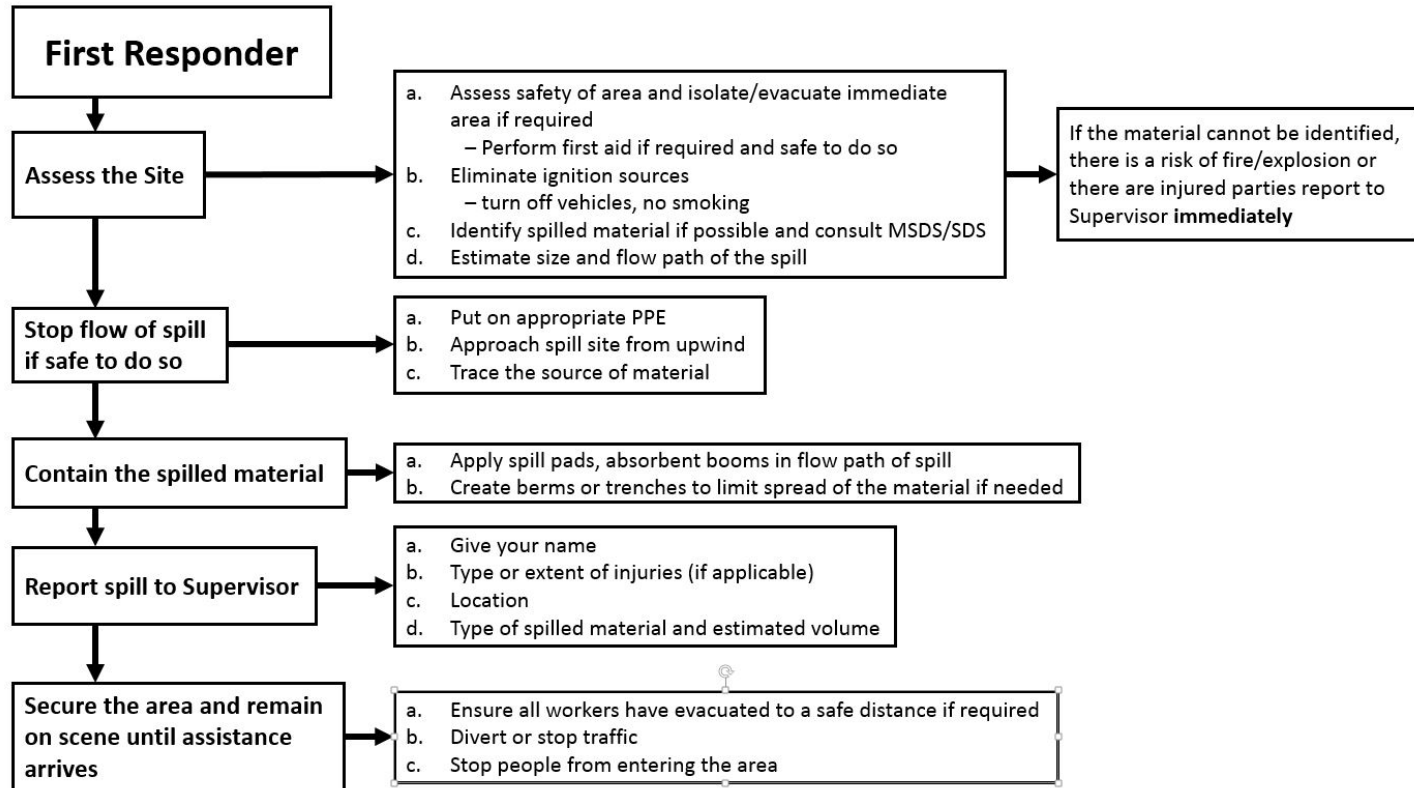 First Responder
Assess the Site
a. Assess safety of area and isolate/evacuate immediate
area if required
– Perform first aid if required and safe to do so
b. Eliminate ignition sources
– turn off vehicles, no smoking
c. Identify spilled material if possible and consult MSDS/SDS
d. Estimate size and flow path of the spill
If the material cannot be identified,
there is a risk of fire/explosion or
there are injured parties report to
Supervisor immediately
Stop flow of spill
if safe to do so
a. Put on appropriate PPE
b. Approach spill site from upwind
c. Trace the source of material
Contain the spilled material
a. Apply spill pads, absorbent booms in flow path of spill
b. Create berms or trenches to limit spread of the material if needed
Report spill to Supervisor
a. Give your name
b. Type or extent of injuries (if applicable)
c. Location
d. Type of spilled material and estimated volume
Secure the area and remain
on scene until assistance
arrives
a. Ensure all workers have evacuated to a safe distance if required
b. Divert or stop traffic
c. Stop people from entering the area